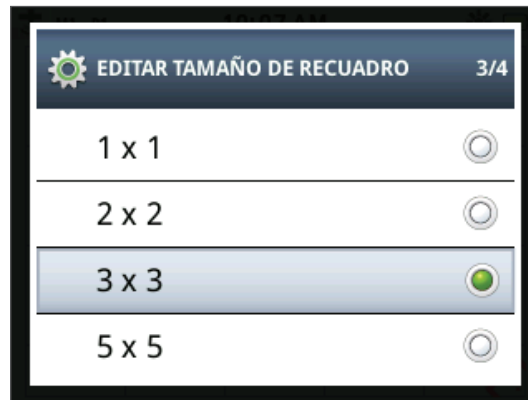 EDITAR TAMAÑO DE RECUADRO 3/4
1 x 1
2 x 2
3 x 3
5 x 5